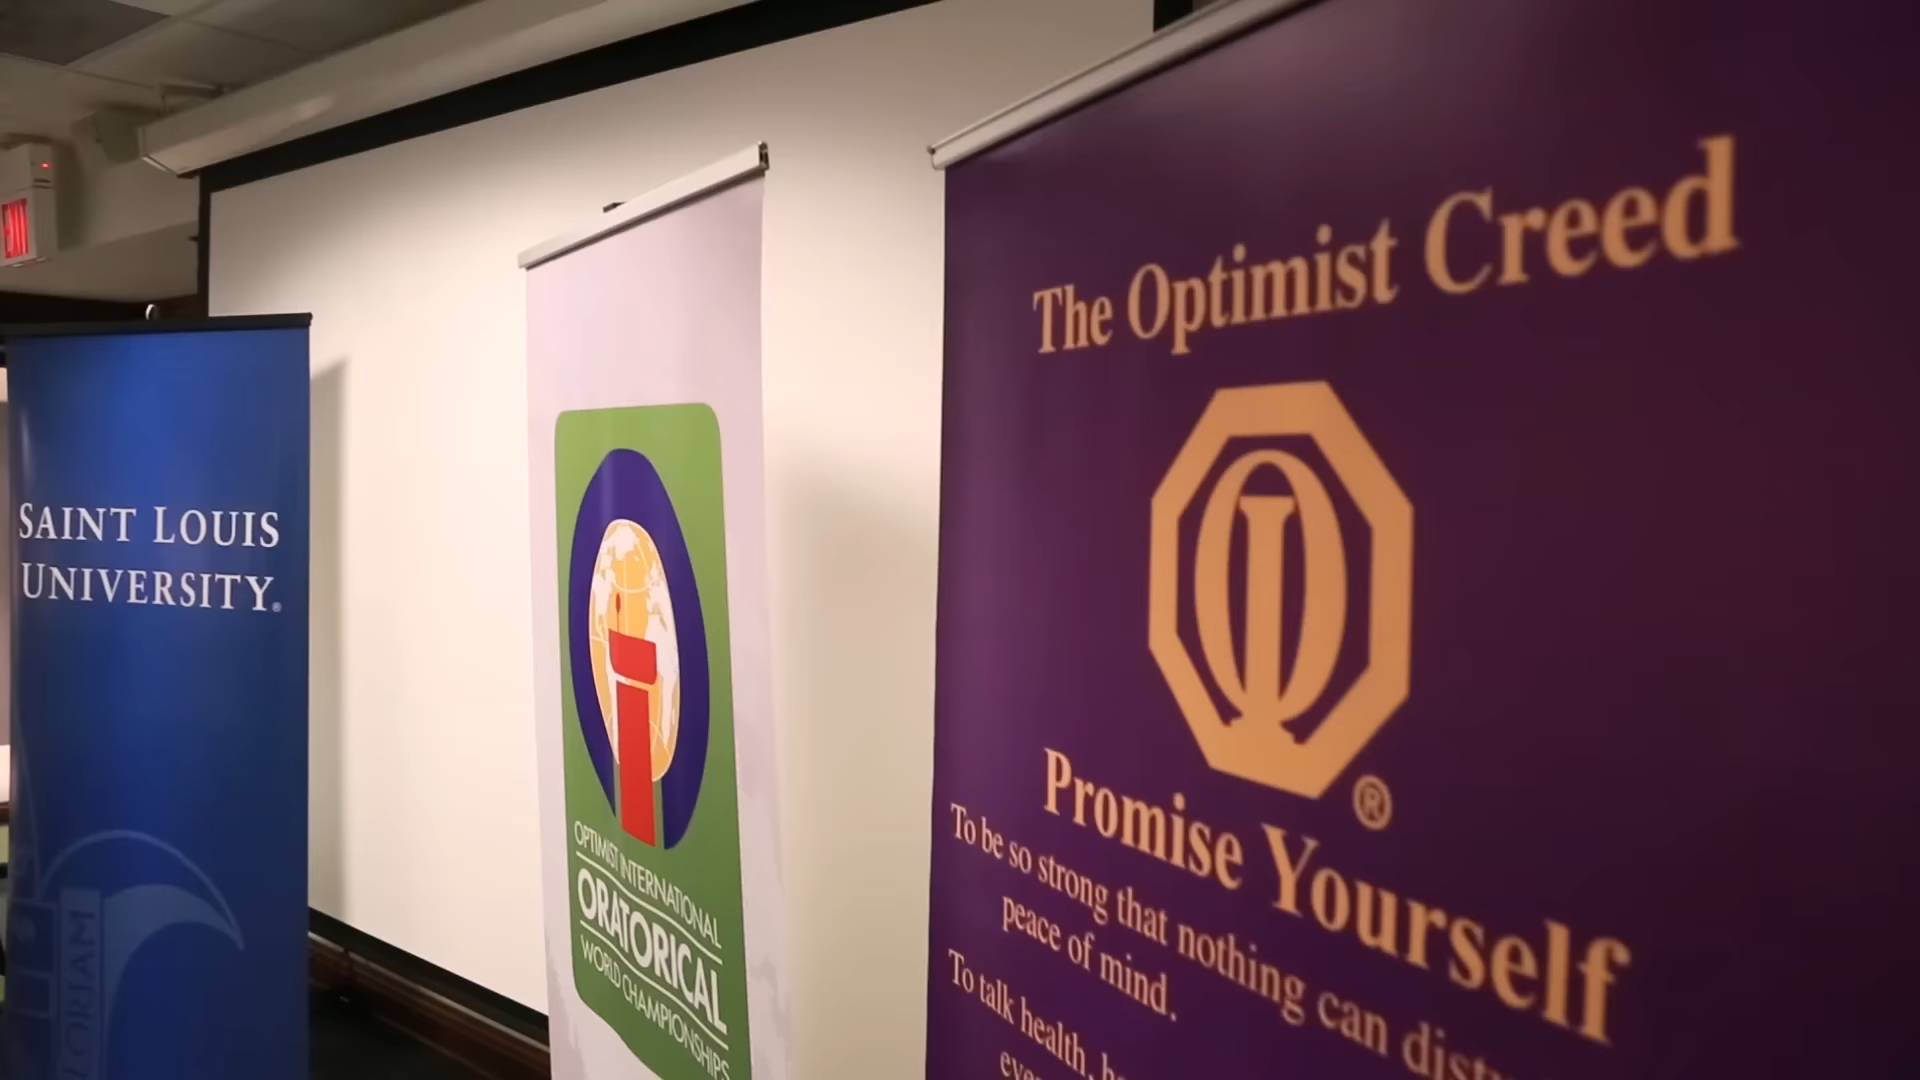 EXIT
SAINT LOUIS
UNIVERSITY®
OPTIMIST INTERNATIONAL
ORATORICAL
WORLD CHAMPIONSHIPS
The Optimist Creed
®
Promise Yourself
To be so strong that nothing can
peace of mind.
To talk health,